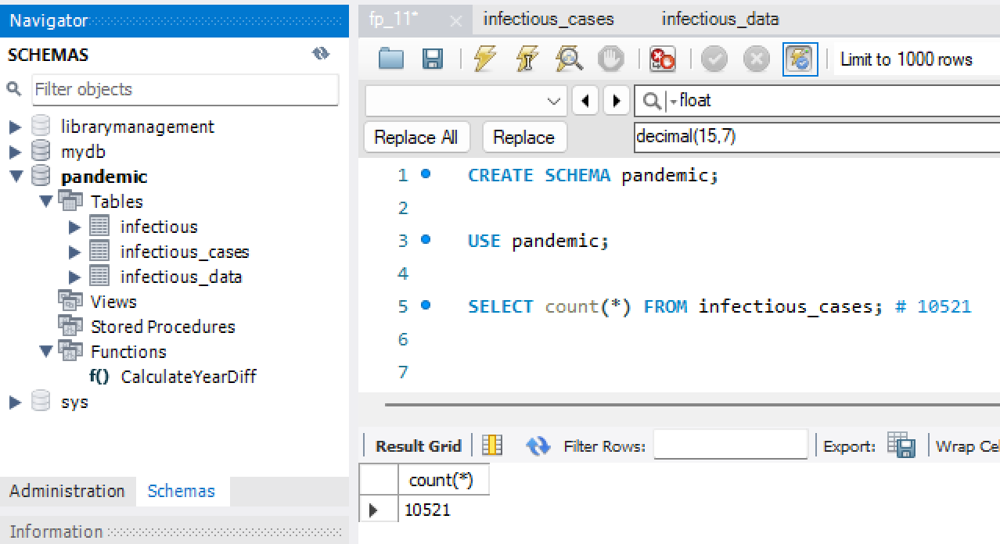 Navigator
SCHEMAS
Filter objects
librarymanagement
mydb
pandemic
Tables
infectious
infectious_cases
infectious_data
Views
Stored Procedures
Functions
f() CalculateYearDiff
sys
Administration Schemas
Information
fp_11* infectious_cases infectious_data
Limit to 1000 rows
float
Replace All Replace decimal(15,7)
1 CREATE SCHEMA pandemic;
2
3 USE pandemic;
4
5 SELECT count(*) FROM infectious_cases; # 10521
6
7
Result Grid Filter Rows: Export: Wrap Cel
count(*)
10521